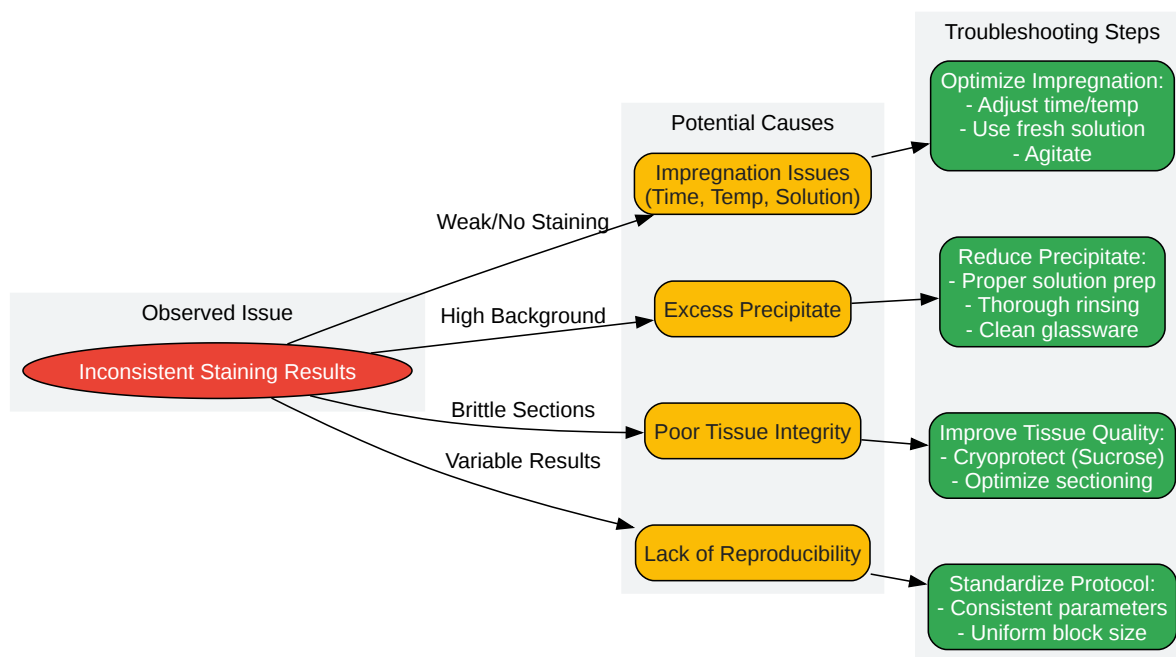 Observed Issue
Inconsistent Staining Results
Weak/No Staining
High Background
Brittle Sections
Variable Results
Potential Causes
Impregnation Issues
(Time, Temp, Solution)
Excess Precipitate
Poor Tissue Integrity
Lack of Reproducibility
Troubleshooting Steps
Optimize Impregnation:
- Adjust time/temp
- Use fresh solution
- Agitate
Reduce Precipitate:
- Proper solution prep
- Thorough rinsing
- Clean glassware
Improve Tissue Quality:
- Cryoprotect (Sucrose)
- Optimize sectioning
Standardize Protocol:
- Consistent parameters
- Uniform block size